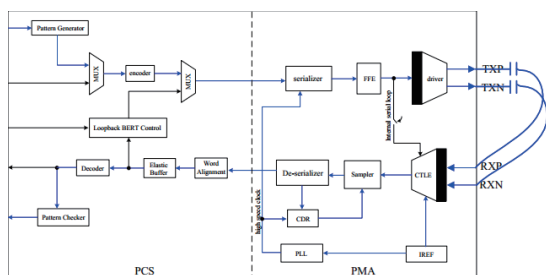 Pattern Generator
MUX
encoder
MUX
serializer
FFE
driver
TXP
TXN
Internal serial loop
Loopback BERT Control
Decoder
Elastic
Buffer
Word
Alignment
De-serializer
Sampler
CTLE
RXP
RXN
high speed clock
Pattern Checker
CDR
PLL
IREF
PCS
PMA